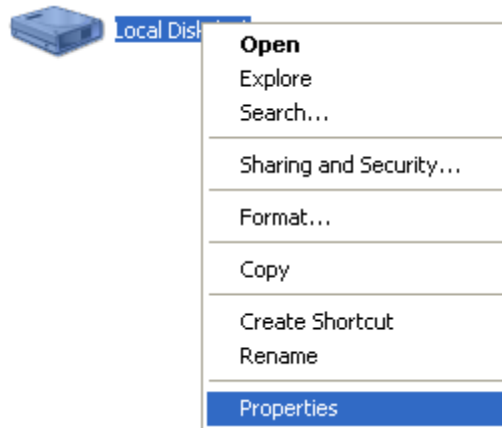 Local Disk
Open
Explore
Search...
Sharing and Security...
Format...
Copy
Create Shortcut
Rename
Properties